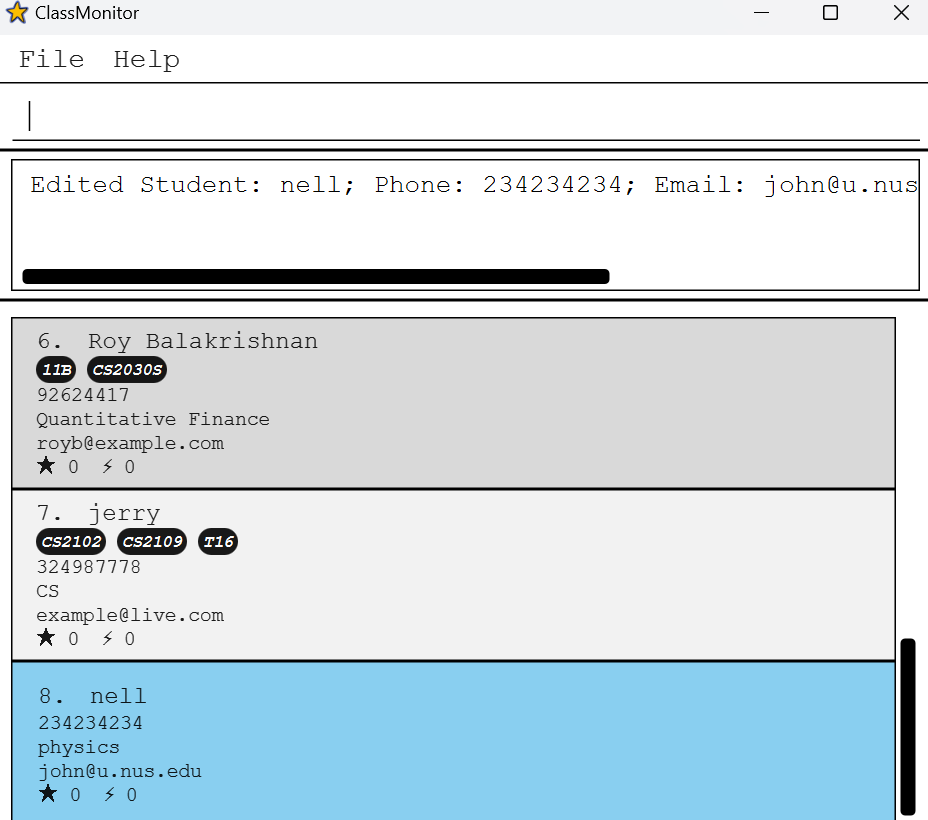 ClassMonitor
File Help
Edited Student: nell; Phone: 234234234; Email: john@u.nus
6. Roy Balakrishnan
11B CS2030S
92624417
Quantitative Finance
royb@example.com
★ 0 ⚡ 0
7. jerry
CS2102 CS2109 T16
324987778
CS
example@live.com
★ 0 ⚡ 0
8. nell
234234234
physics
john@u.nus.edu
★ 0 ⚡ 0